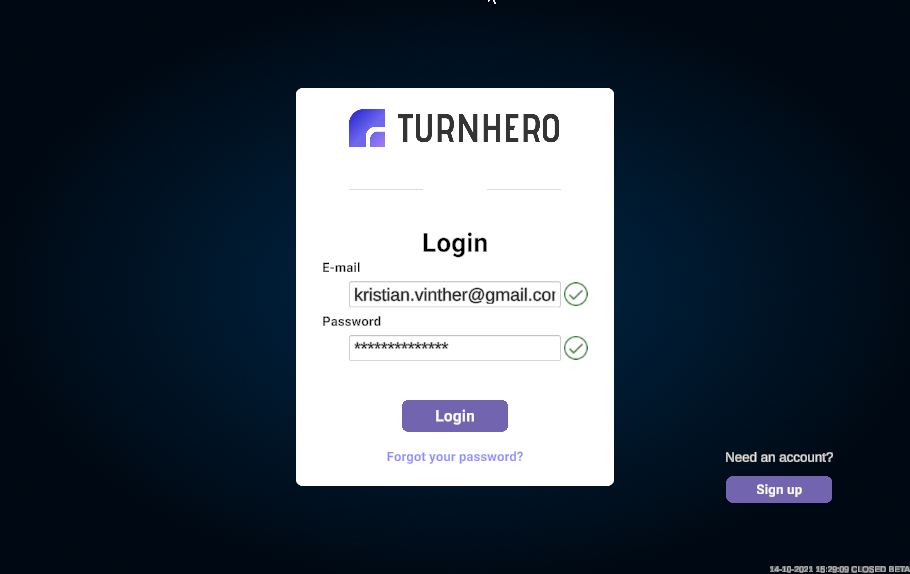 TURNHERO
Login
E-mail
kristian.vinther@gmail.cor
Password
**************
Login
Forgot your password?
Need an account?
Sign up
14-10-2021 15:29:09 CLOSED BETA